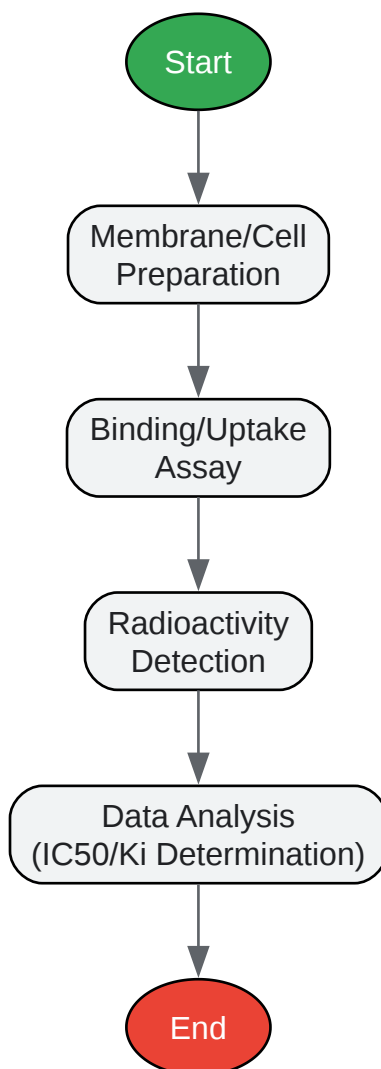 Start
Membrane/Cell
Preparation
Binding/Uptake
Assay
Radioactivity
Detection
Data Analysis
(IC50/Ki Determination)
End